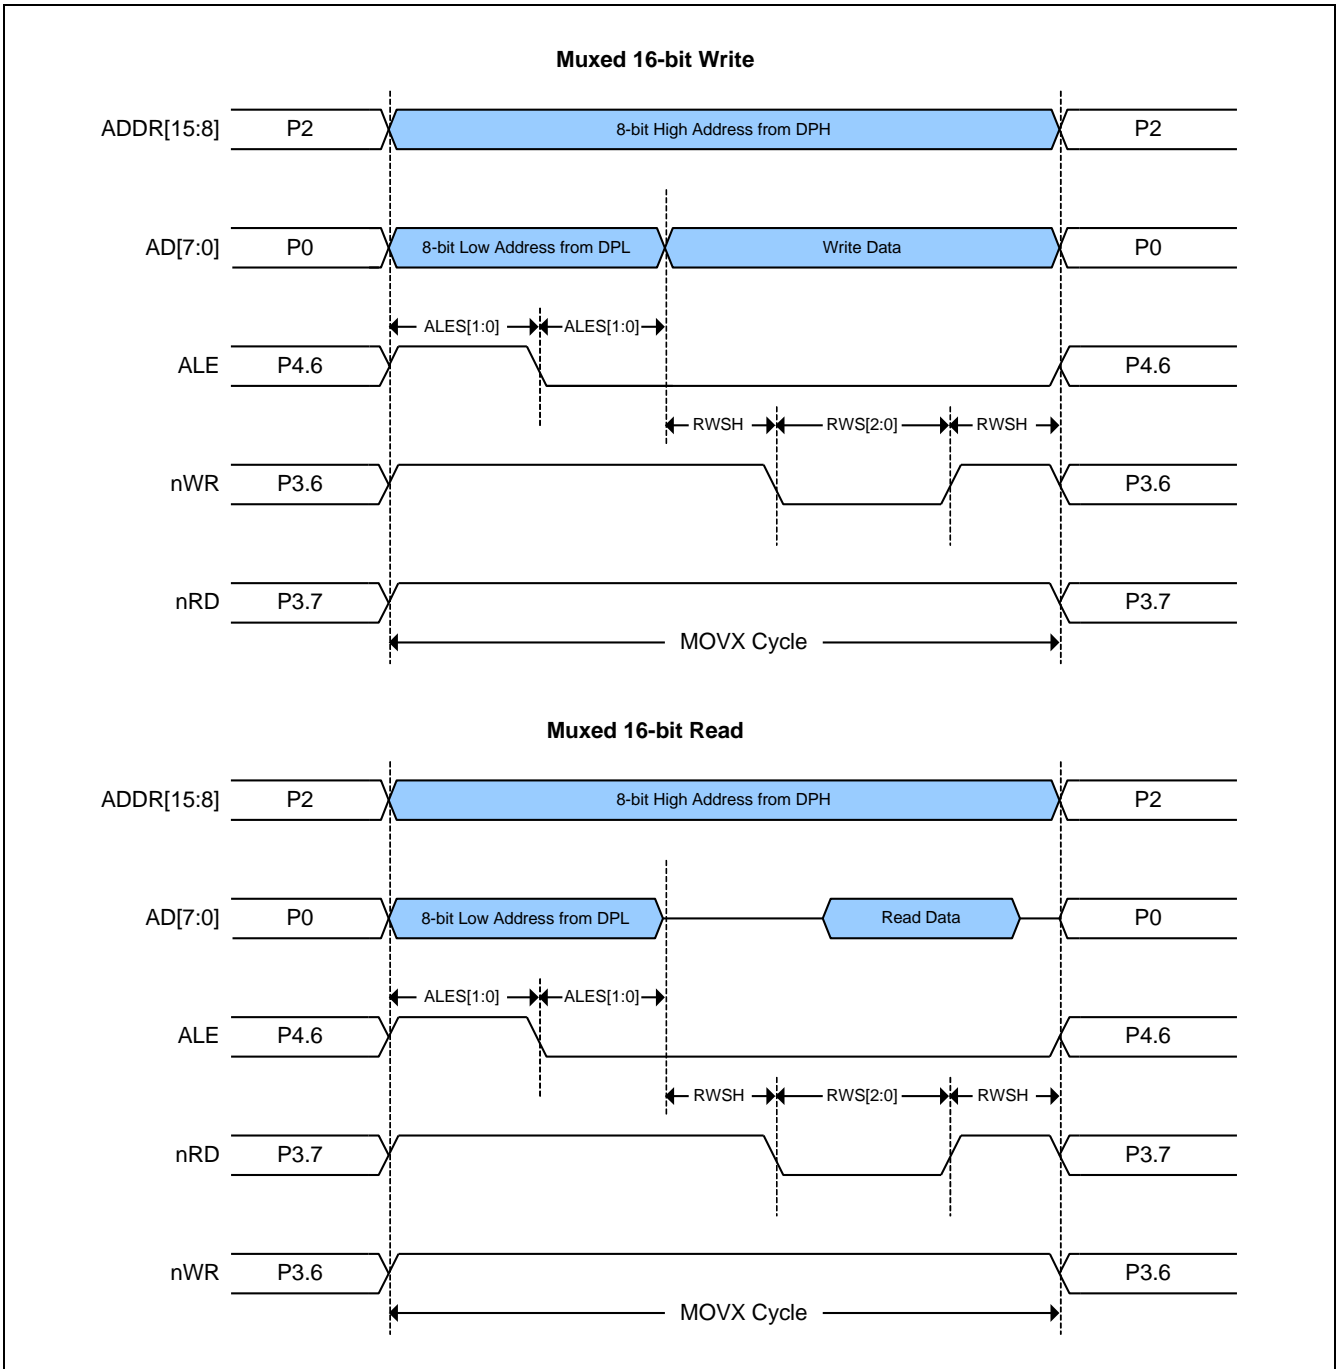 Muxed 16-bit Write
ADDR[15:8] P2 8-bit High Address from DPH P2
AD[7:0] P0 8-bit Low Address from DPL Write Data P0
ALES[1:0] ALES[1:0]
ALE P4.6 P4.6
RWSH RWS[2:0] RWSH
nWR P3.6 P3.6
nRD P3.7 P3.7
MOVX Cycle
Muxed 16-bit Read
ADDR[15:8] P2 8-bit High Address from DPH P2
AD[7:0] P0 8-bit Low Address from DPL Read Data P0
ALES[1:0] ALES[1:0]
ALE P4.6 P4.6
RWSH RWS[2:0] RWSH
nRD P3.7 P3.7
nWR P3.6 P3.6
MOVX Cycle